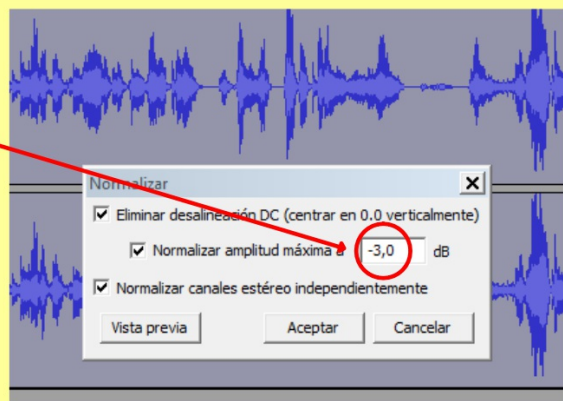 Normalizar
Eliminar desalineación DC (centrar en 0.0 verticalmente)
Normalizar amplitud máxima a -3,0 dB
Normalizar canales estéreo independientemente
Vista previa Aceptar Cancelar